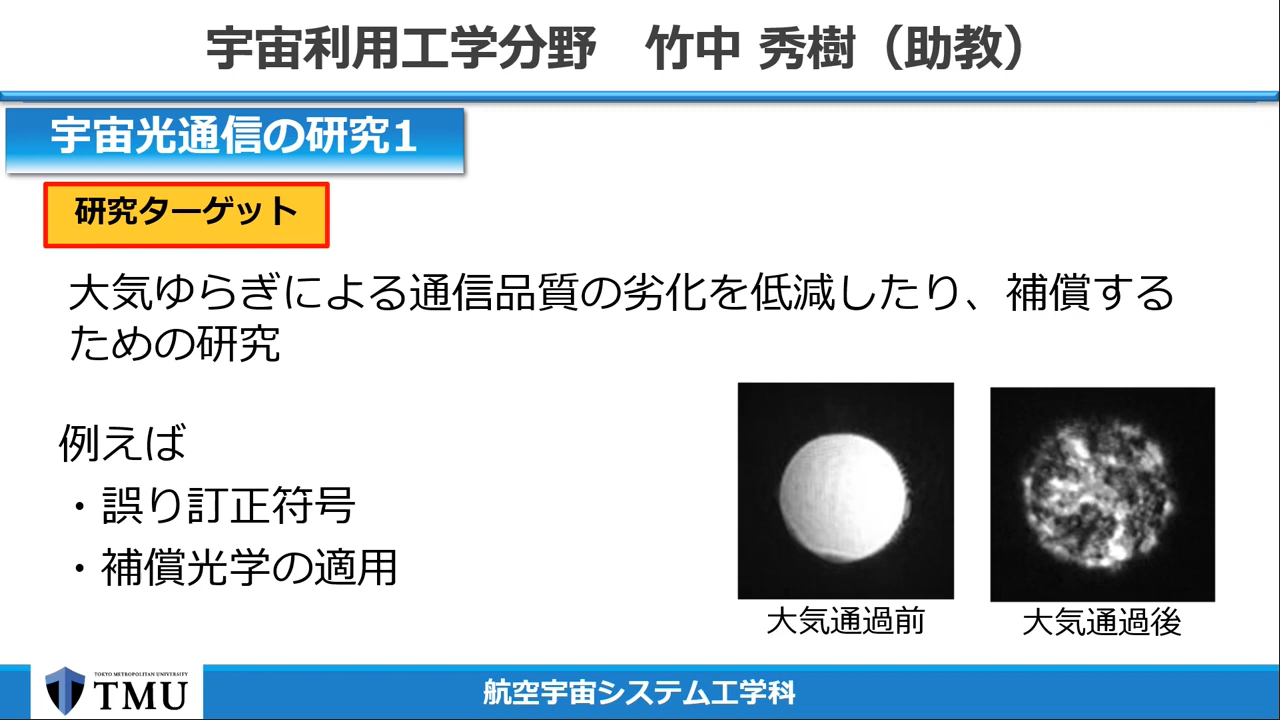 宇宙利用工学分野　竹中 秀樹（助教）
宇宙光通信の研究1
研究ターゲット
大気ゆらぎによる通信品質の劣化を低減したり、補償する
ための研究
例えば
・誤り訂正符号
・補償光学の適用
大気通過前
大気通過後
TOKYO METROPOLITAN UNIVERSITY
TMU
航空宇宙システム工学科